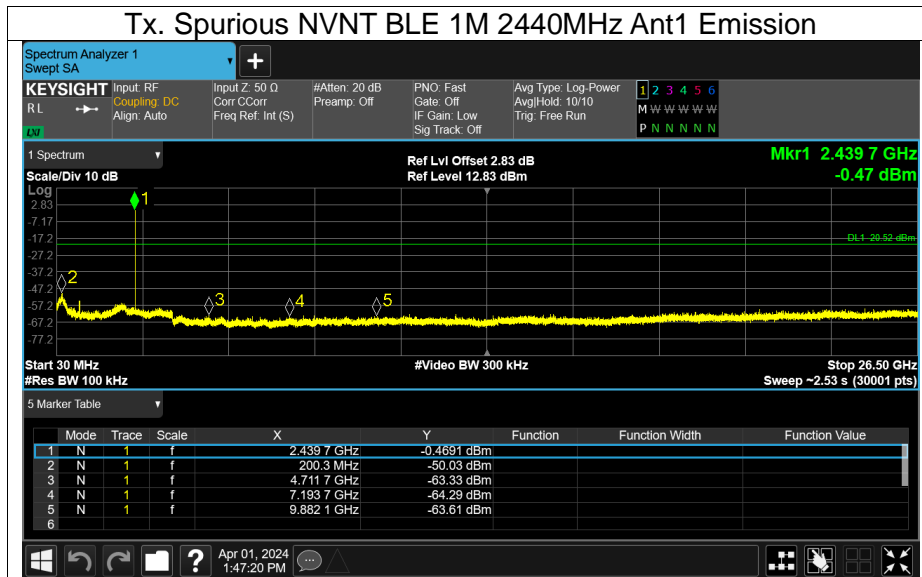 Tx. Spurious NVNT BLE 1M 2440MHz Ant1 Emission
Spectrum Analyzer 1
Swept SA
+
KEYSIGHT Input: RF Input Z: 50 Ω #Atten: 20 dB PNO: Fast Avg Type: Log-Power 1 2 3 4 5 6
RL Coupling: DC Corr CCorr Preamp: Off Gate: Off Avg|Hold: 10/10 M W W W W W
Align: Auto Freq Ref: Int (S) IF Gain: Low Trig: Free Run
LXI Sig Track: Off P N N N N N
1 Spectrum Ref Lvl Offset 2.83 dB Mkr1 2.439 7 GHz
Scale/Div 10 dB Ref Level 12.83 dBm -0.47 dBm
Log
2.83 1
-7.17
-17.2 DL1 -20.52 dBm
-27.2
-37.2
-47.2 2
-57.2 3 4 5
-67.2
-77.2
Start 30 MHz #Video BW 300 kHz Stop 26.50 GHz
#Res BW 100 kHz Sweep ~2.53 s (30001 pts)
5 Marker Table
Mode Trace Scale X Y Function Function Width Function Value
1 N 1 f 2.439 7 GHz -0.4691 dBm
2 N 1 f 200.3 MHz -50.03 dBm
3 N 1 f 4.711 7 GHz -63.33 dBm
4 N 1 f 7.193 7 GHz -64.29 dBm
5 N 1 f 9.882 1 GHz -63.61 dBm
6
? Apr 01, 2024
1:47:20 PM